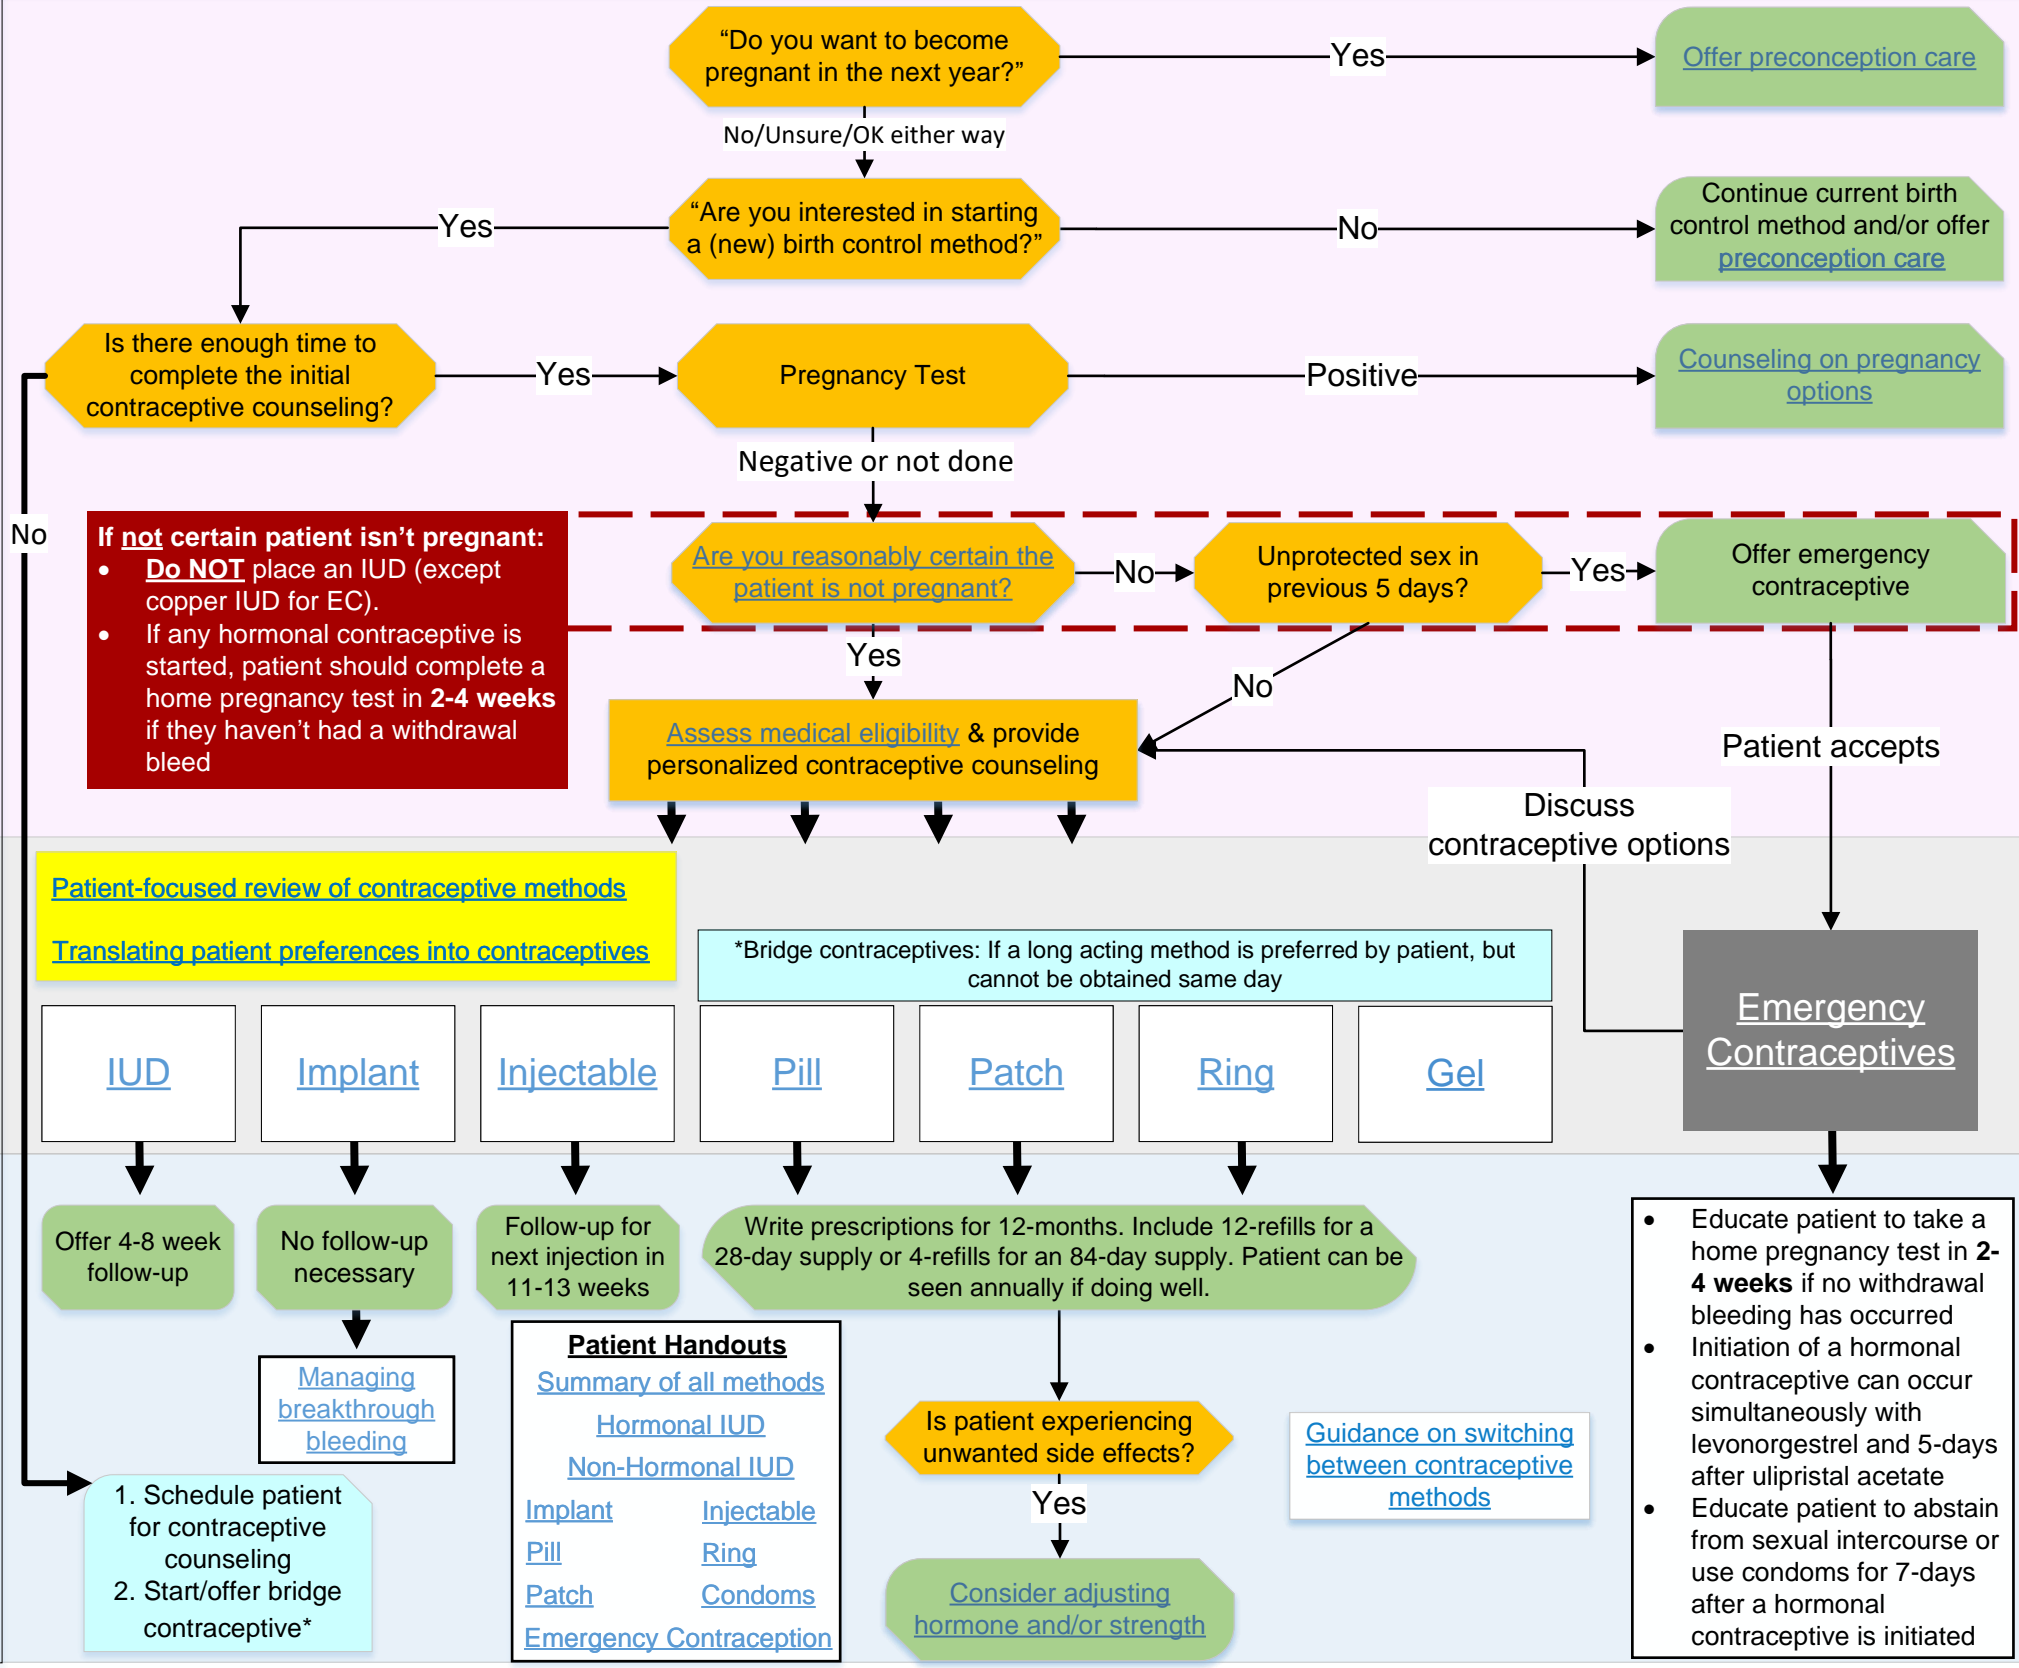 “Do you want to become
pregnant in the next year?”
Yes
Offer preconception care
No/Unsure/OK either way
“Are you interested in starting
a (new) birth control method?”
Yes
No
Continue current birth
control method and/or offer
preconception care
Is there enough time to
complete the initial
contraceptive counseling?
Yes
Pregnancy Test
Positive
Counseling on pregnancy
options
Negative or not done
No
If not certain patient isn’t pregnant:
• Do NOT place an IUD (except
copper IUD for EC).
• If any hormonal contraceptive is
started, patient should complete a
home pregnancy test in 2-4 weeks
if they haven’t had a withdrawal
bleed
Are you reasonably certain the
patient is not pregnant?
No
Unprotected sex in
previous 5 days?
Yes
Offer emergency
contraceptive
Yes
No
Assess medical eligibility & provide
personalized contraceptive counseling
Patient accepts
Discuss
contraceptive options
Patient-focused review of contraceptive methods
Translating patient preferences into contraceptives
*Bridge contraceptives: If a long acting method is preferred by patient, but
cannot be obtained same day
IUD
Implant
Injectable
Pill
Patch
Ring
Gel
Emergency
Contraceptives
Offer 4-8 week
follow-up
No follow-up
necessary
Follow-up for
next injection in
11-13 weeks
Write prescriptions for 12-months. Include 12-refills for a
28-day supply or 4-refills for an 84-day supply. Patient can be
seen annually if doing well.
• Educate patient to take a
home pregnancy test in 2-
4 weeks if no withdrawal
bleeding has occurred
• Initiation of a hormonal
contraceptive can occur
simultaneously with
levonorgestrel and 5-days
after ulipristal acetate
• Educate patient to abstain
from sexual intercourse or
use condoms for 7-days
after a hormonal
contraceptive is initiated
Managing
breakthrough
bleeding
Patient Handouts
Summary of all methods
Hormonal IUD
Non-Hormonal IUD
Implant Injectable
Pill Ring
Patch Condoms
Emergency Contraception
Is patient experiencing
unwanted side effects?
Yes
Consider adjusting
hormone and/or strength
Guidance on switching
between contraceptive
methods
1. Schedule patient
for contraceptive
counseling
2. Start/offer bridge
contraceptive*